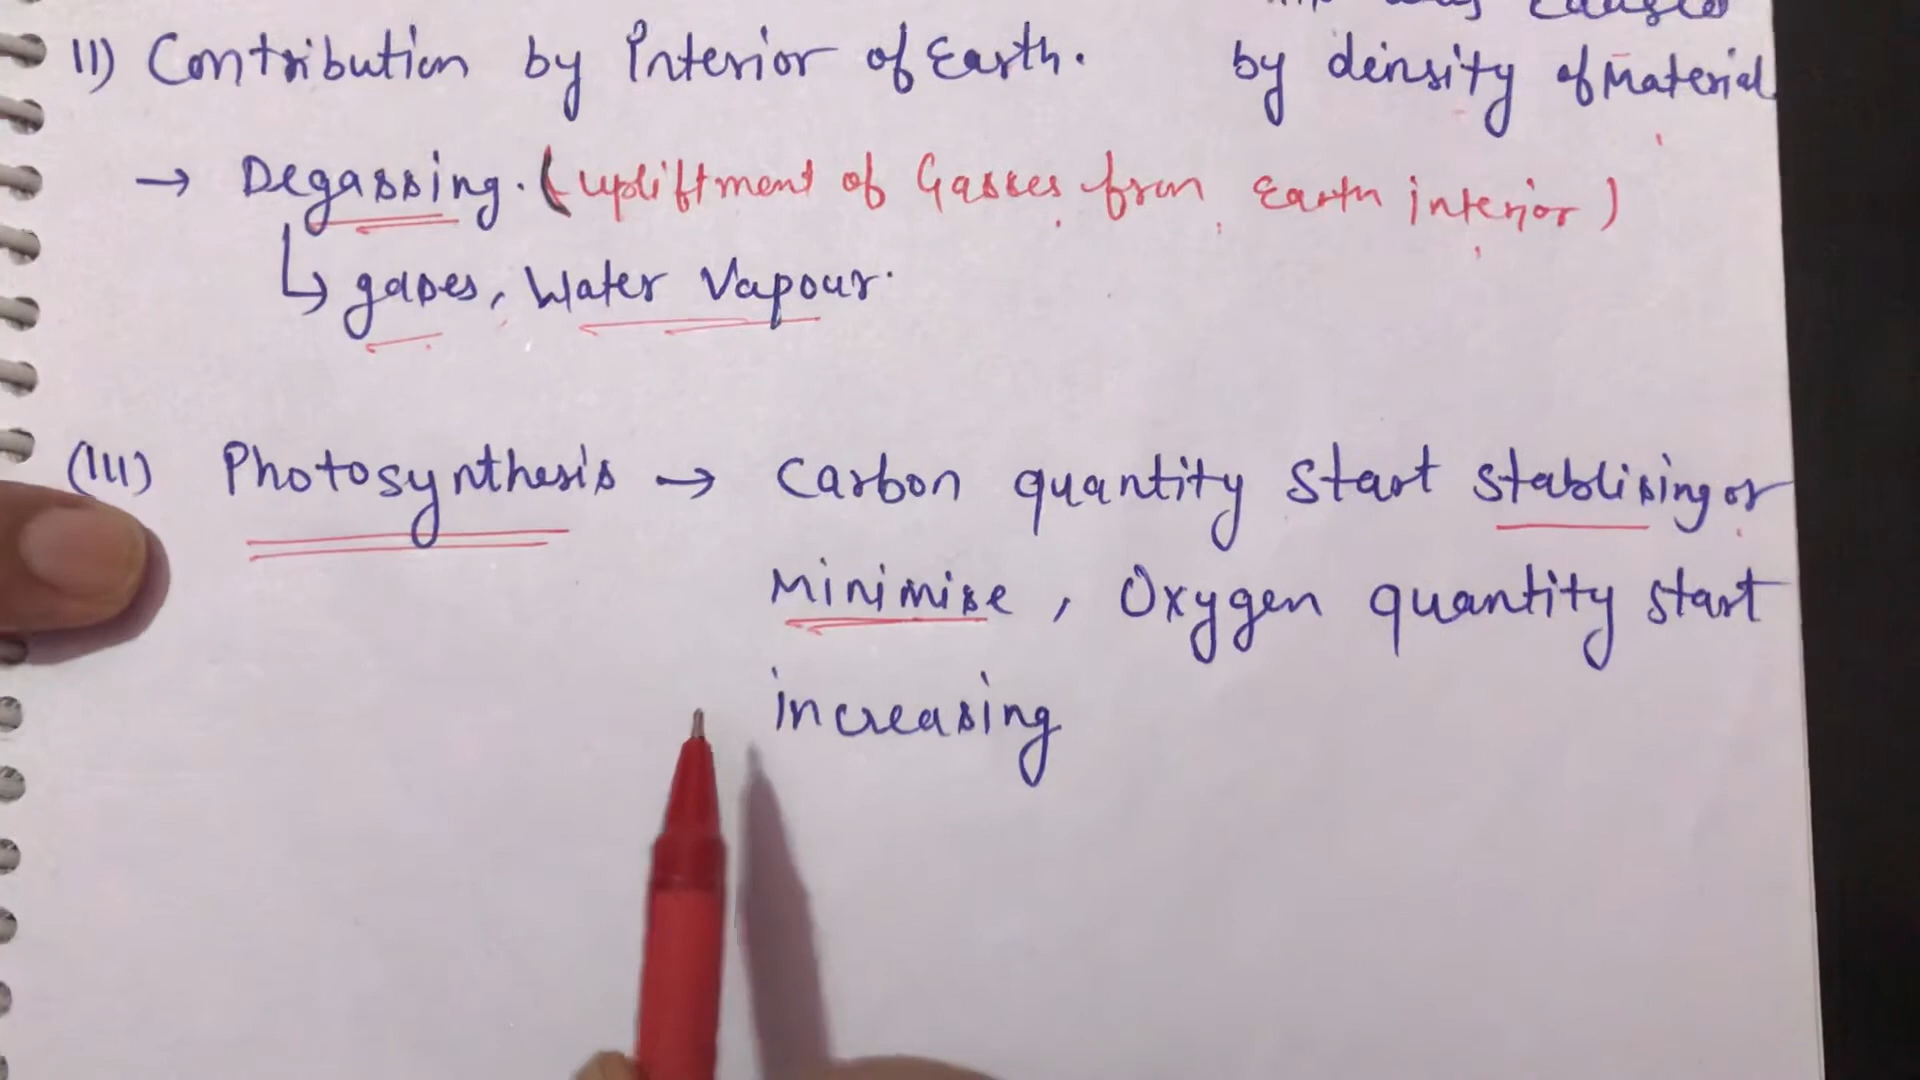 caused
II) Contribution by Interior of Earth. by density of Material
→ Degassing. (upliftment of Gasses from Earth interior)
↳ gases, Water Vapour.
(III) Photosynthesis → Carbon quantity start stablising or
Minimise, Oxygen quantity start
increasing